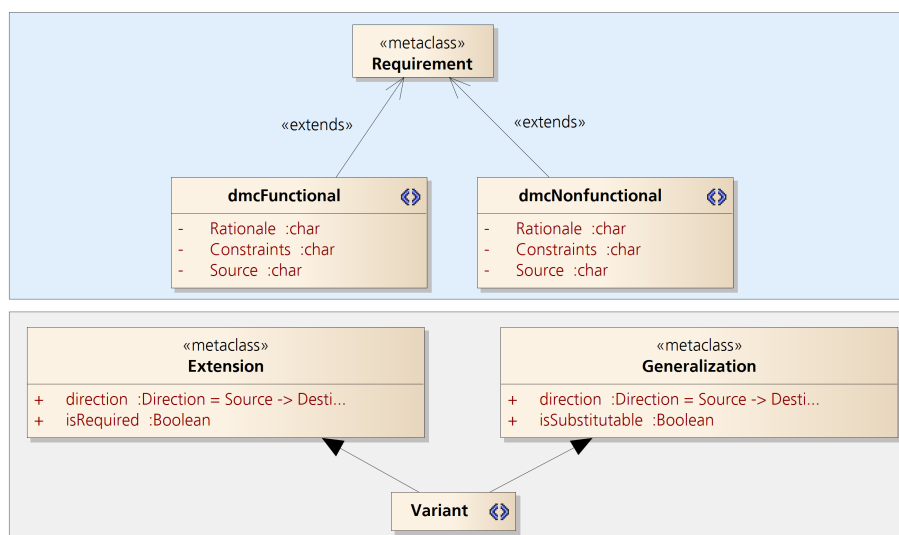 «metaclass»
Requirement
«extends»
«extends»
dmcFunctional
- Rationale :char
- Constraints :char
- Source :char
dmcNonfunctional
- Rationale :char
- Constraints :char
- Source :char
«metaclass»
Extension
+ direction :Direction = Source -> Desti...
+ isRequired :Boolean
«metaclass»
Generalization
+ direction :Direction = Source -> Desti...
+ isSubstitutable :Boolean
Variant